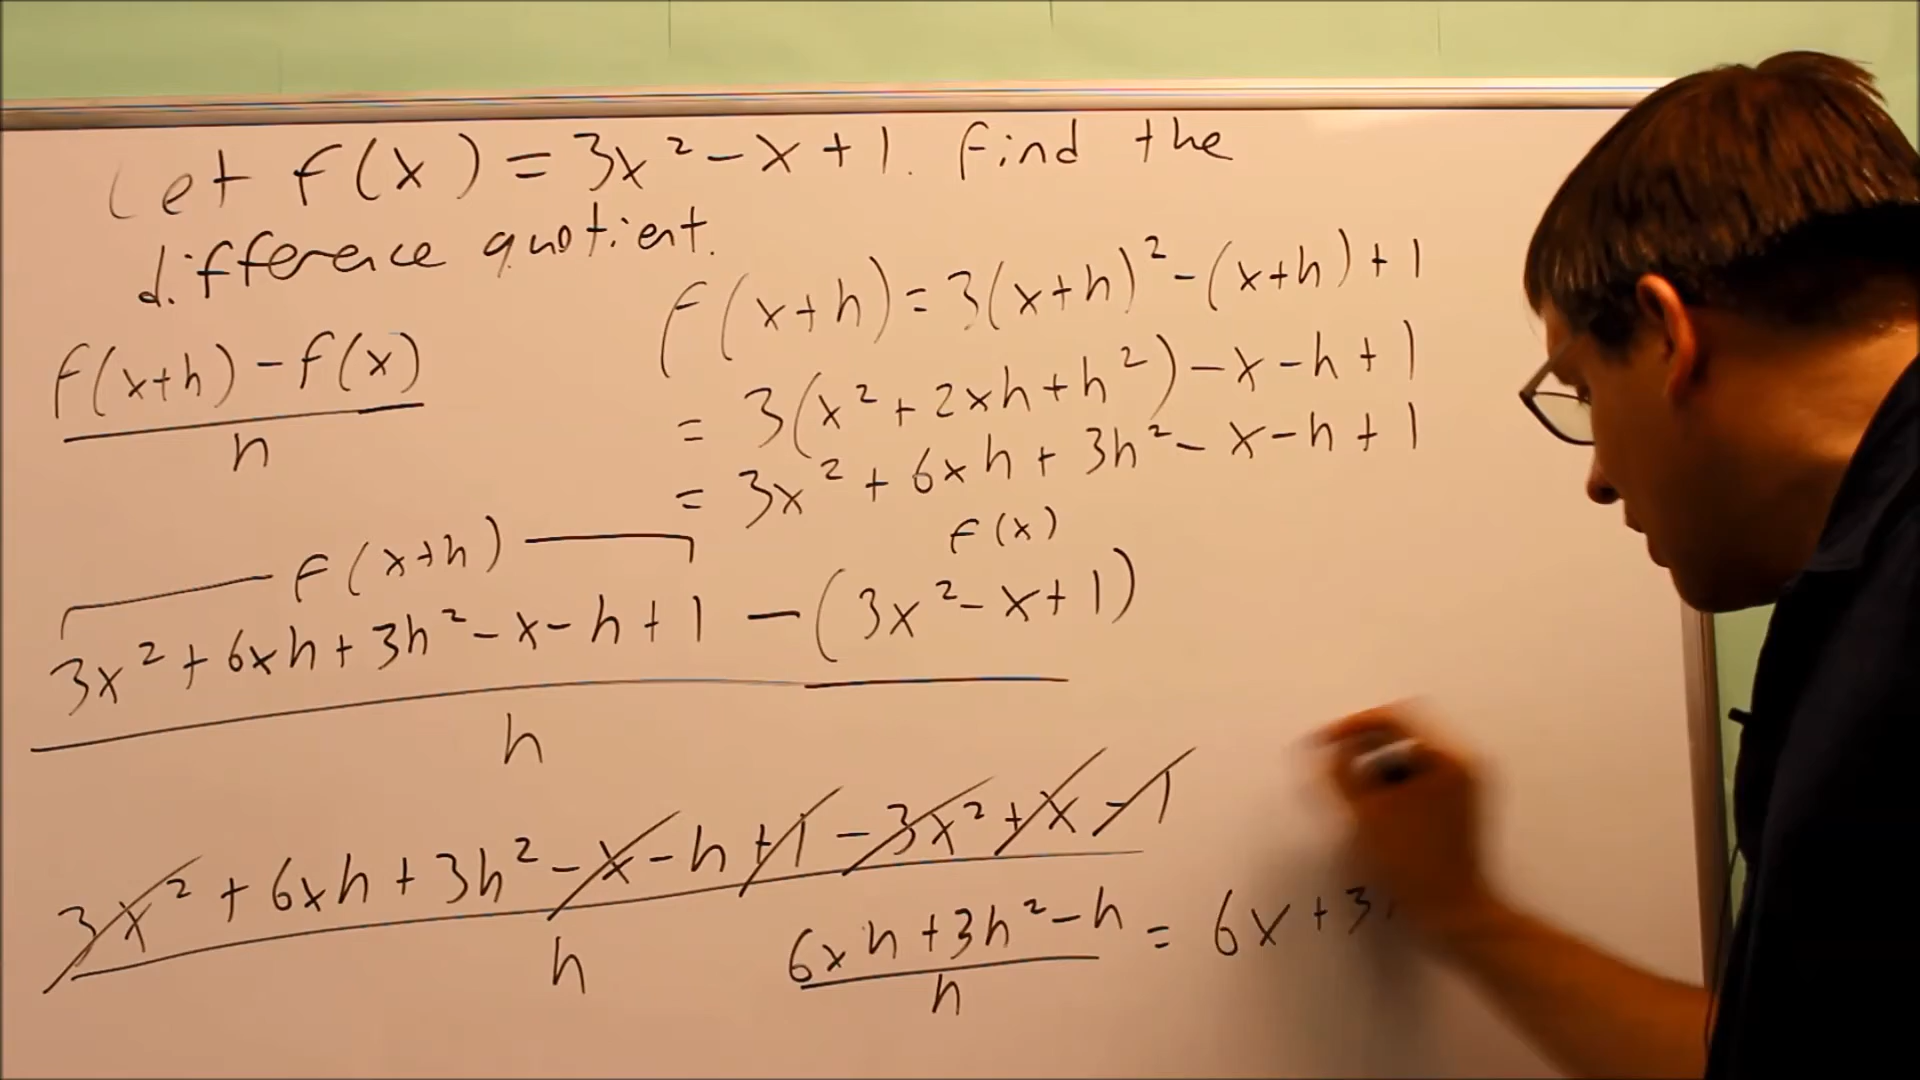 Let f(x) = 3x² - x + 1. Find the
difference quotient.
f(x+h) = 3(x+h)² - (x+h) + 1
= 3(x² + 2xh + h²) - x - h + 1
= 3x² + 6xh + 3h² - x - h + 1
f(x+h) - f(x)
h
f(x+h)
f(x)
3x² + 6xh + 3h² - x - h + 1 - (3x² - x + 1)
h
3x² + 6xh + 3h² - x - h + 1 - 3x² + x - 1
h
6xh + 3h² - h = 6x + 3
h